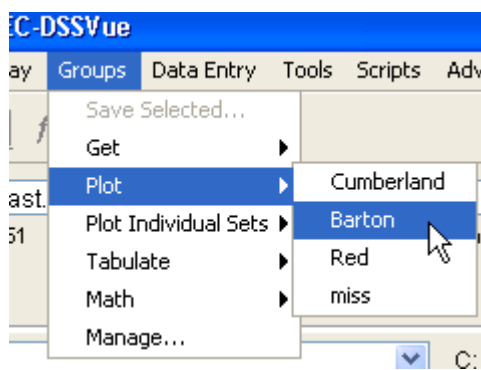 EC-DSSVue
ay Groups Data Entry Tools Scripts Adv
Save Selected...
Get
Plot
Cumberland
ast.
Plot Individual Sets
Barton
51
Tabulate
Red
Math
miss
Manage...
C: